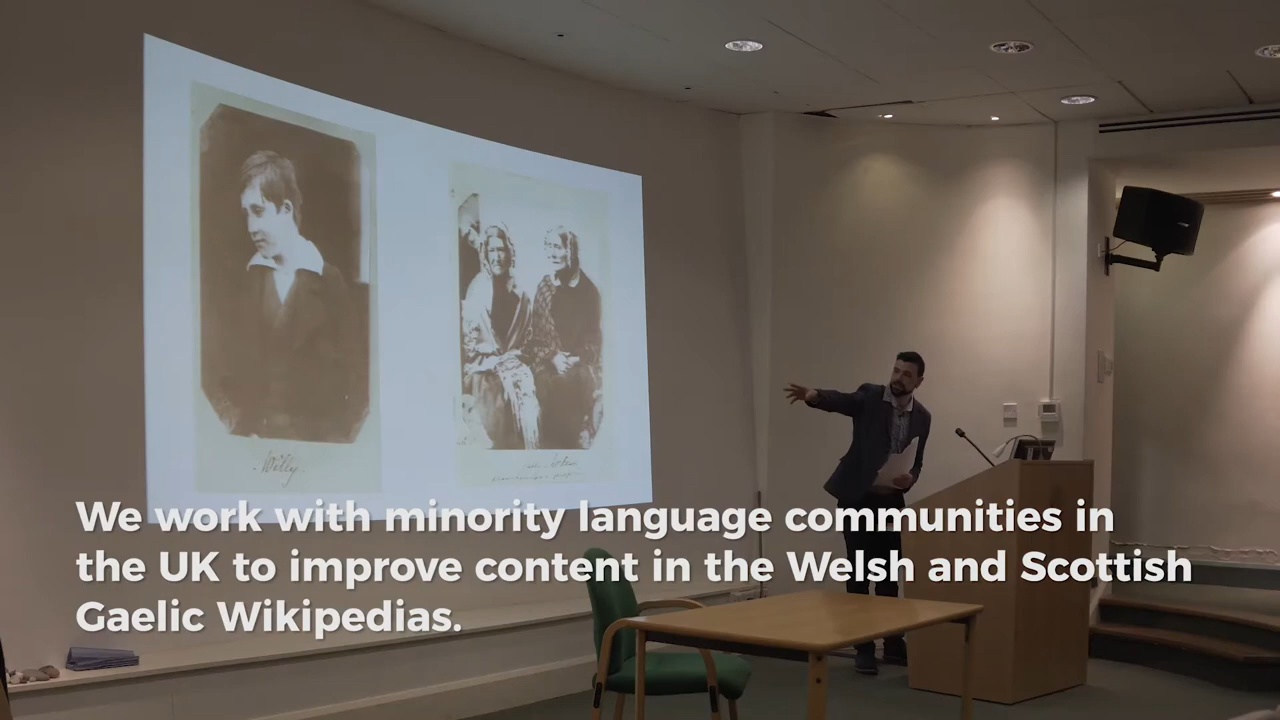 Willy
We work with minority language communities in
the UK to improve content in the Welsh and Scottish
Gaelic Wikipedias.